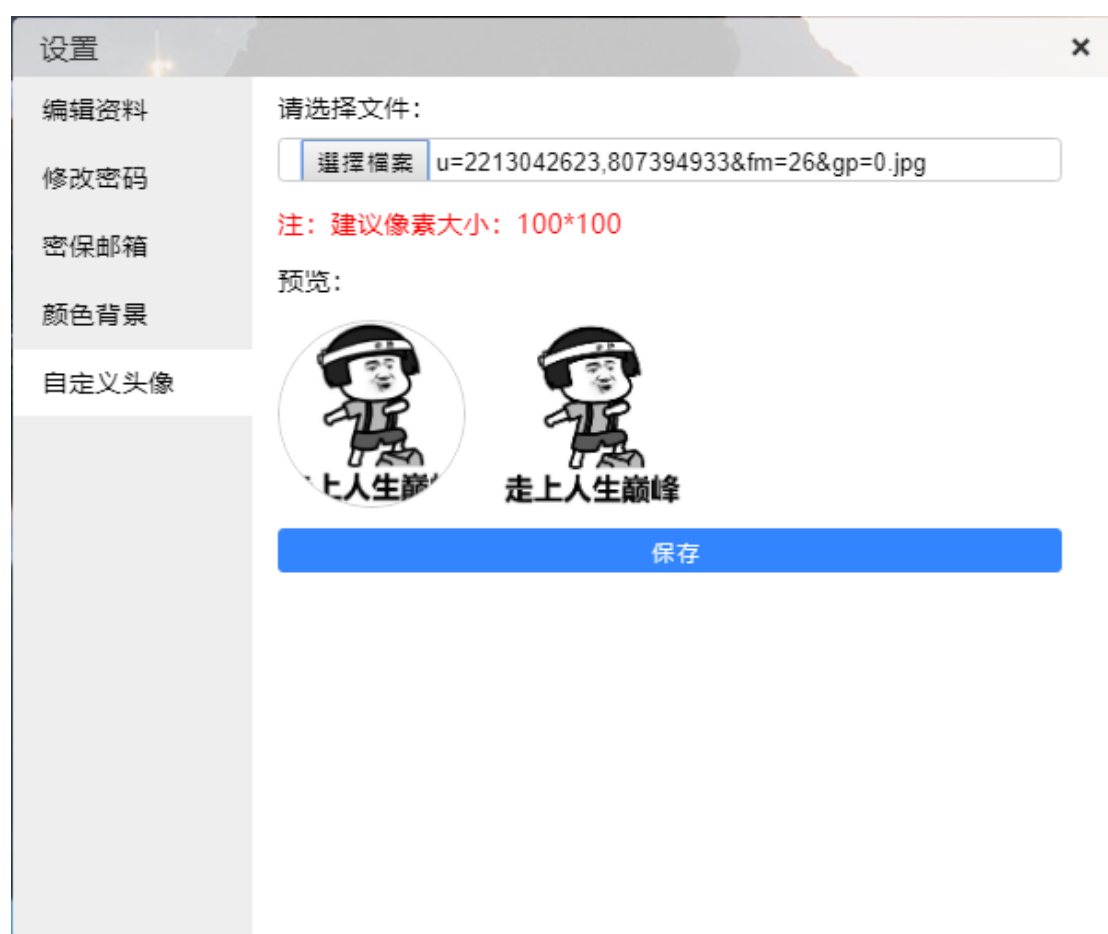 设置
×
编辑资料
修改密码
密保邮箱
颜色背景
自定义头像
请选择文件:
選擇檔案 u=2213042623,807394933&fm=26&gp=0.jpg
注: 建议像素大小: 100*100
预览:
上人生巅
走上人生巅峰
保存